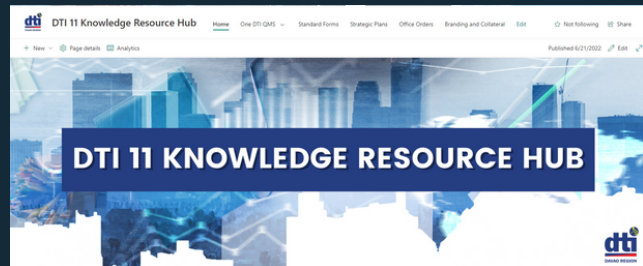 dti DTI 11 Knowledge Resource Hub Home One DTI QMS Standard Forms Strategic Plans Office Orders Branding and Collateral Edit Not following Share
+ New Page details Analytics Published 6/21/2022 Edit
DTI 11 KNOWLEDGE RESOURCE HUB
dti
DAVAO REGION